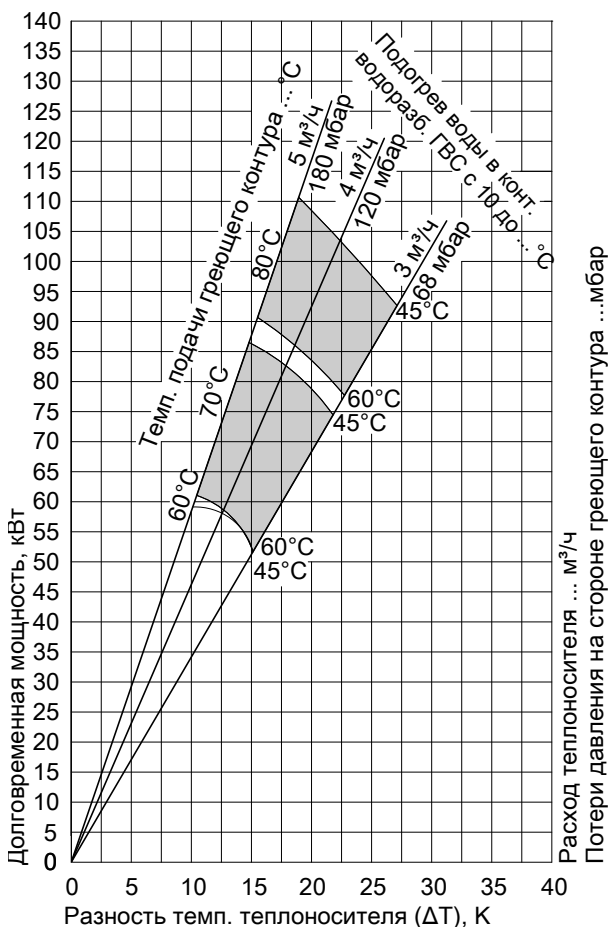 140
135
130
125
120
115
110
105
100
95
90
85
80
75
70
65
60
55
50
45
40
35
30
25
20
15
10
5
0
Долговременная мощность, кВт
0 5 10 15 20 25 30 35 40
Разность темп. теплоносителя (ΔT), K
Темп. подачи греющего контура ... °C
80°C
70°C
60°C
5 м³/ч
180 мбар
4 м³/ч
120 мбар
3 м³/ч
68 мбар
Подогрев воды в конт.
водоразб. ГВС с 10 до... °C
45°C
60°C
45°C
60°C
45°C
Расход теплоносителя ... м³/ч
Потери давления на стороне греющего контура ...мбар